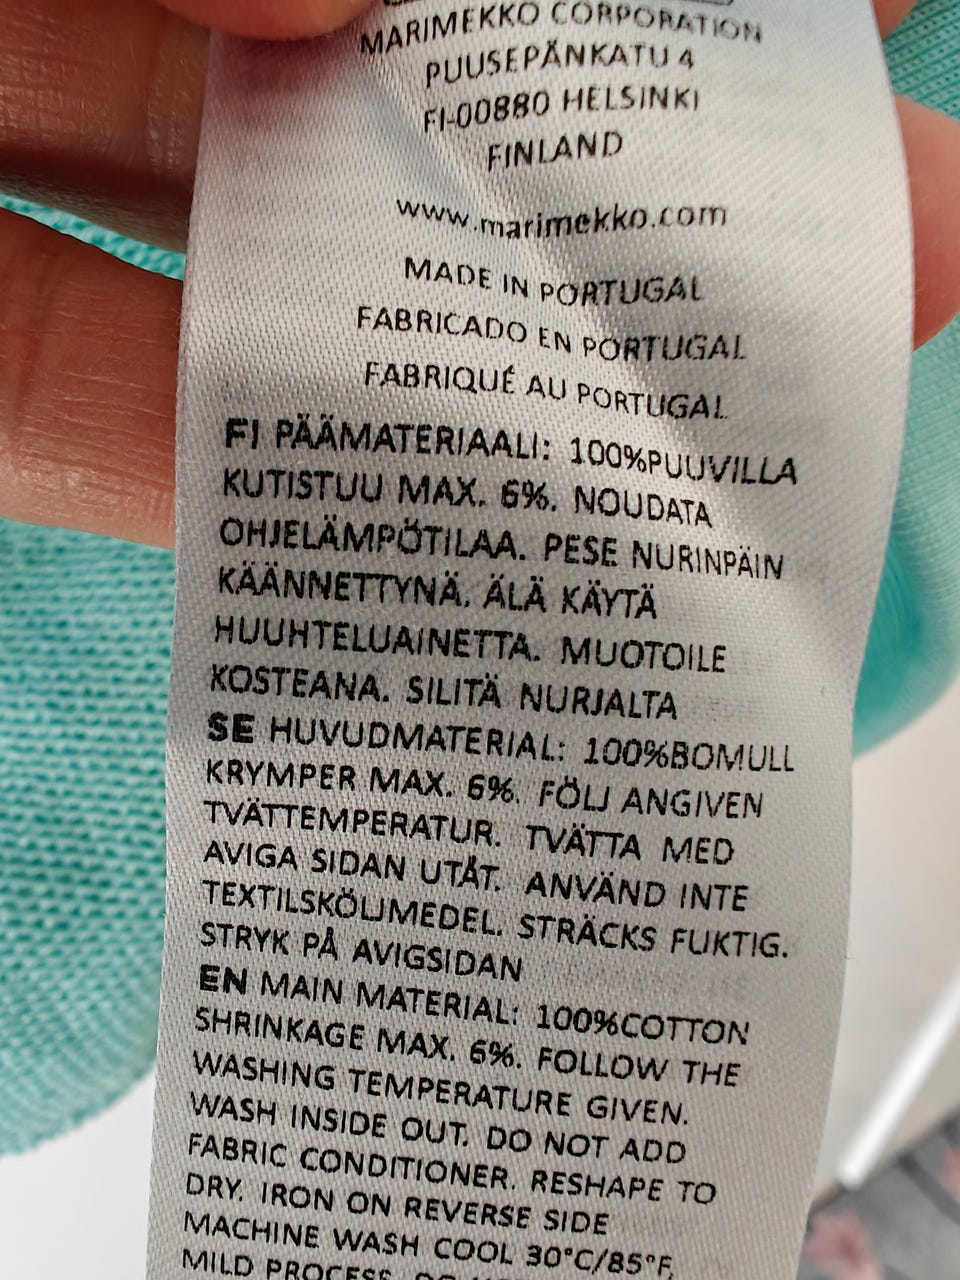 MARIMEKKO CORPORATION
PUUSEPÄNKATU 4
FI-00880 HELSINKI
FINLAND
www.marimekko.com
MADE IN PORTUGAL
FABRICADO EN PORTUGAL
FABRIQUÉ AU PORTUGAL
FI PÄÄMATERIAALI: 100%PUUVILLA
KUTISTUU MAX. 6%. NOUDATA
OHJELÄMPÖTILAA. PESE NURINPÄIN
KÄÄNNETTYNÄ. ÄLÄ KÄYTÄ
HUUHTELUAINETTA. MUOTOILE
KOSTEANA. SILITÄ NURJALTA
SE HUVUDMATERIAL: 100%BOMULL
KRYMPER MAX. 6%. FÖLJ ANGIVEN
TVÄTTEMPERATUR. TVÄTTA MED
AVIGA SIDAN UTÅT. ANVÄND INTE
TEXTILSKÖLJMEDEL. STRÄCKS FUKTIG.
STRYK PÅ AVIGSIDAN
EN MAIN MATERIAL: 100%COTTON
SHRINKAGE MAX. 6%. FOLLOW THE
WASHING TEMPERATURE GIVEN.
WASH INSIDE OUT. DO NOT ADD
FABRIC CONDITIONER. RESHAPE TO
DRY. IRON ON REVERSE SIDE
MACHINE WASH COOL 30°C/85°F,
MILD PROCESS. DO